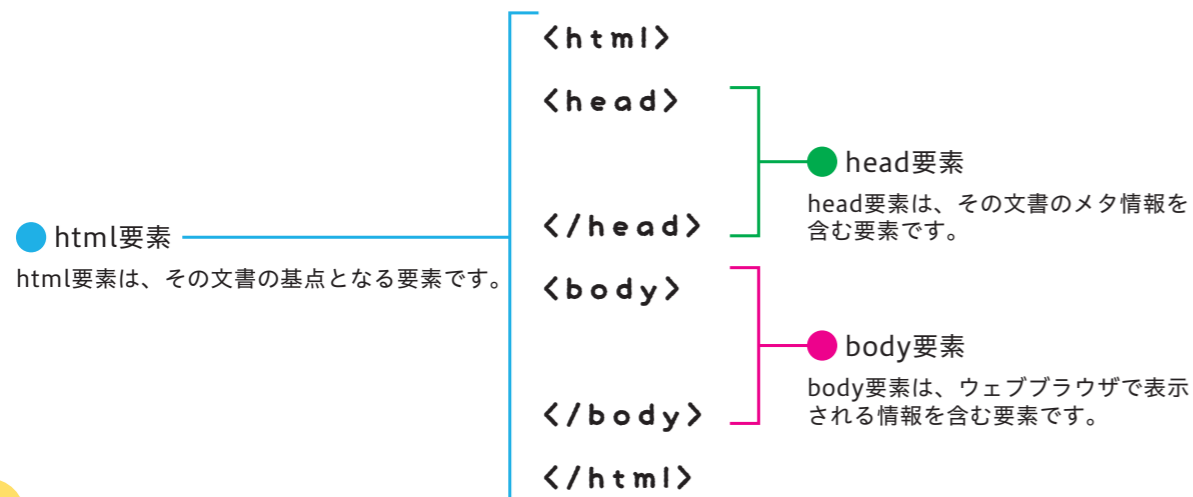 <html>
<head>
head要素
head要素は、その文書のメタ情報を
含む要素です。
</head>
html要素
html要素は、その文書の基点となる要素です。
<body>
body要素
body要素は、ウェブブラウザで表示
される情報を含む要素です。
</body>
</html>